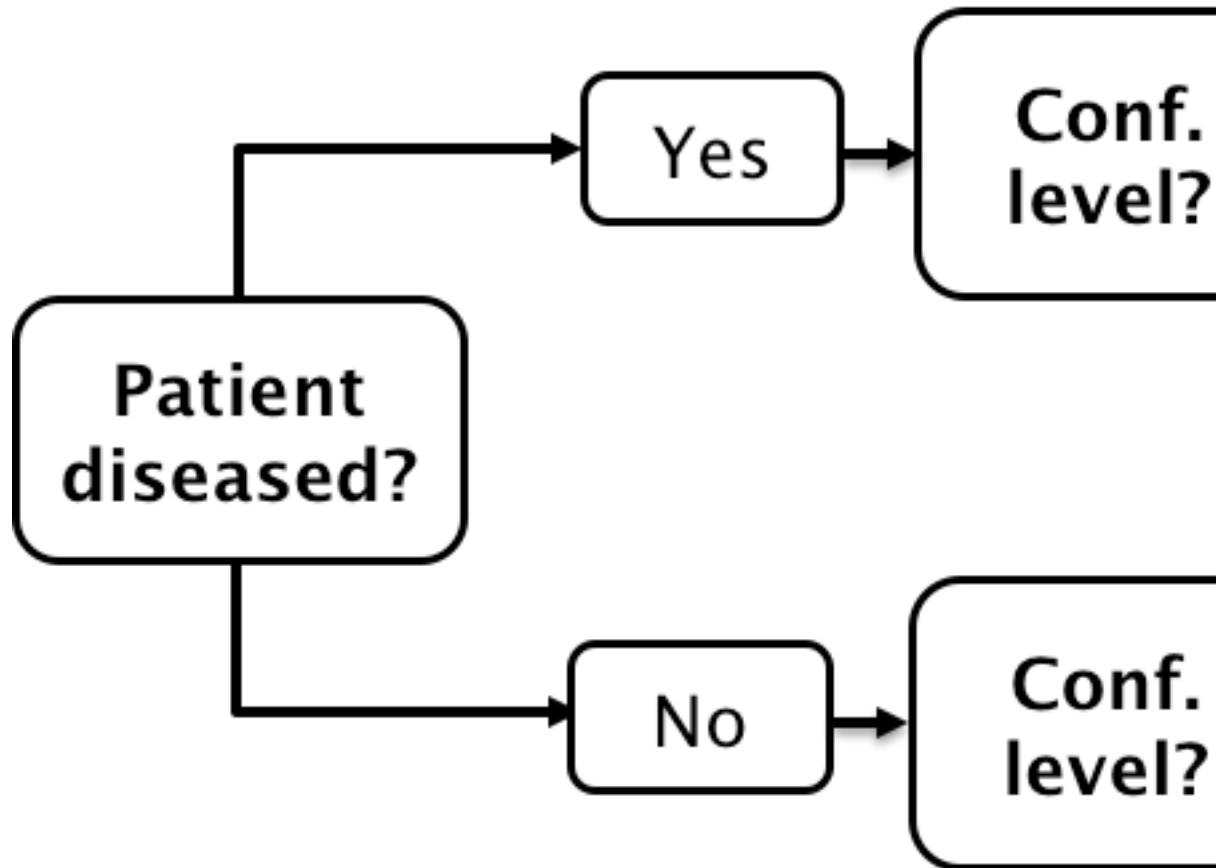 Yes
Conf.
level?
Patient
diseased?
No
Conf.
level?